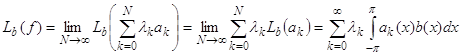 L_b(f) = lim_{N→∞} L_b(∑_{k=0}^{N} λ_k a_k) = lim_{N→∞} ∑_{k=0}^{N} λ_k L_b(a_k) = ∑_{k=0}^{∞} λ_k ∫_{-π}^{π} a_k(x)b(x)dx